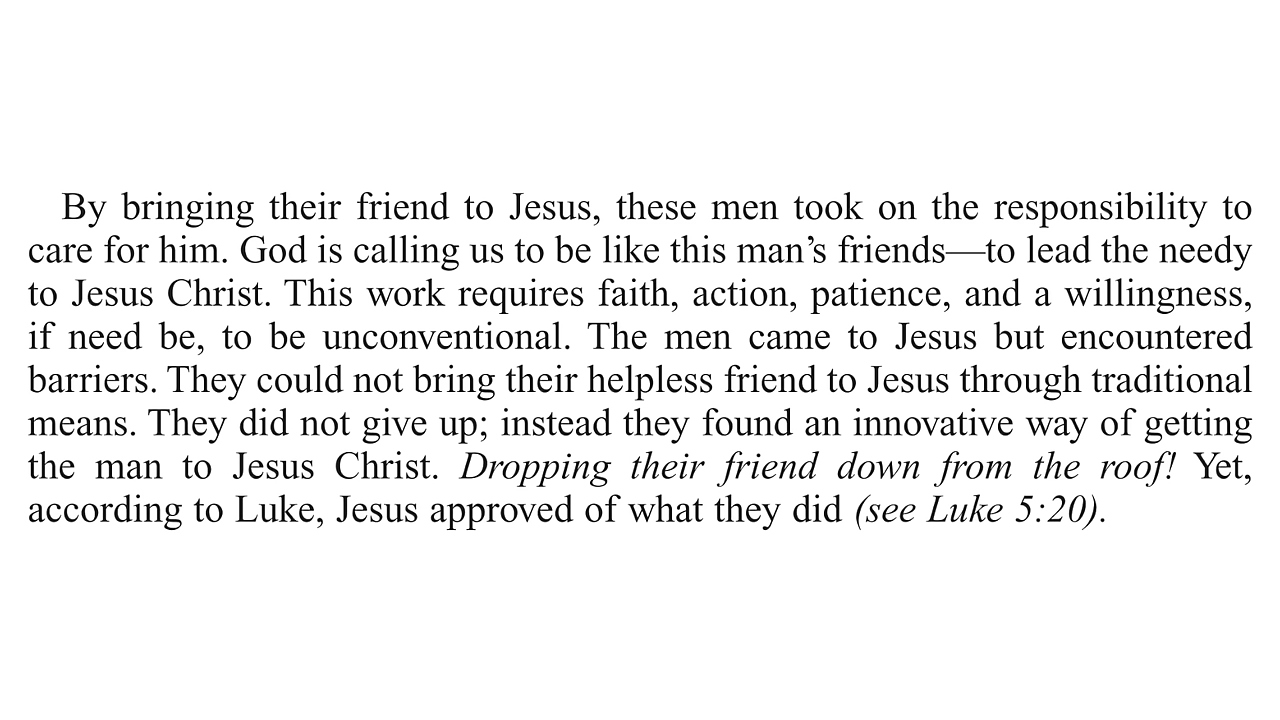 By bringing their friend to Jesus, these men took on the responsibility to
care for him. God is calling us to be like this man’s friends—to lead the needy
to Jesus Christ. This work requires faith, action, patience, and a willingness,
if need be, to be unconventional. The men came to Jesus but encountered
barriers. They could not bring their helpless friend to Jesus through traditional
means. They did not give up; instead they found an innovative way of getting
the man to Jesus Christ. Dropping their friend down from the roof! Yet,
according to Luke, Jesus approved of what they did (see Luke 5:20).